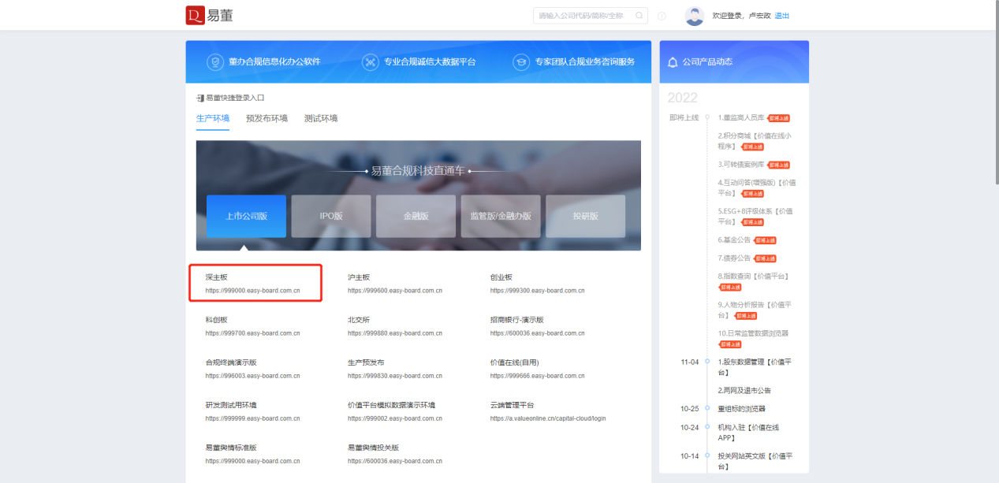 易董
请输入公司代码/简称/全称
欢迎登录，卢宏政 退出
董办合规信息化办公软件
专业合规诚信大数据平台
专家团队合规业务咨询服务
易董快捷登录入口
生产环境 预发布环境 测试环境
易董合规科技直通车
上市公司版 IPO版 金融版 监管版/金融办版 投研版
深主板
https://999000.easy-board.com.cn
沪主板
https://999600.easy-board.com.cn
创业板
https://999300.easy-board.com.cn
科创板
https://999700.easy-board.com.cn
北交所
https://999880.easy-board.com.cn
招商银行-演示版
https://600036.easy-board.com.cn
合规终端演示版
https://996003.easy-board.com.cn
生产预发布
https://999830.easy-board.com.cn
价值在线(自用)
https://999666.easy-board.com.cn
研发测试用环境
https://999999.easy-board.com.cn
价值平台模拟数据演示环境
https://999002.easy-board.com.cn
云端管理平台
https://a.valueonline.cn/capital-cloud/login
易董舆情标准版
https://999000.easy-board.com.cn
易董舆情投关版
https://600036.easy-board.com.cn
公司产品动态
2022
即将上线
1.董监高人员库 即将上线
2.积分商城【价值在线小
程序】 即将上线
3.可转债案例库 即将上线
4.互动问答(增强版)【价值
平台】 即将上线
5.ESG+8评级体系【价值
平台】 即将上线
6.基金公告 即将上线
7.债券公告 即将上线
8.指数查询【价值平台】
即将上线
9.人物分析报告【价值平
台】 即将上线
10.日常监管数据浏览器
即将上线
11-04 1.股东数据管理【价值平
台】
2.两网及退市公告
10-25 重组标的浏览器
10-24 机构入驻【价值在线
APP】
10-14 投关网站英文版【价值平
台】